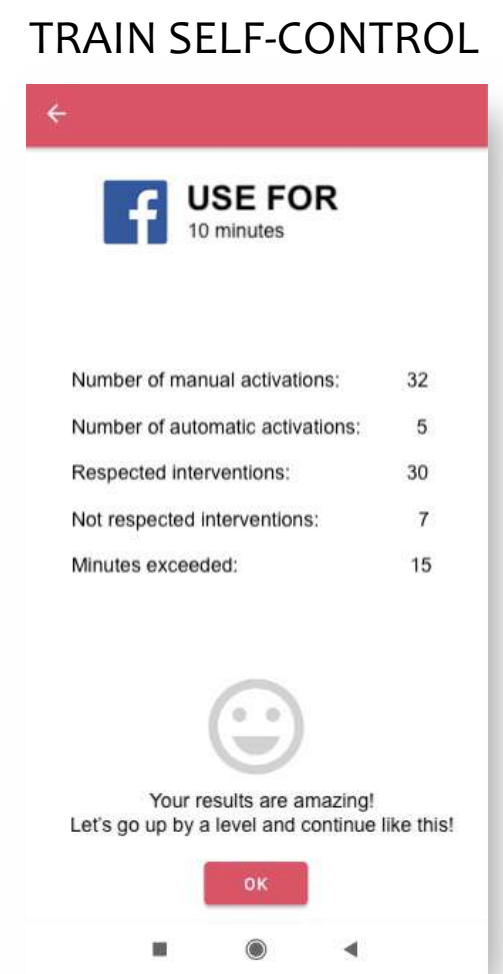 TRAIN SELF-CONTROL
USE FOR
10 minutes
Number of manual activations: 32
Number of automatic activations: 5
Respected interventions: 30
Not respected interventions: 7
Minutes exceeded: 15
Your results are amazing!
Let's go up by a level and continue like this!
OK